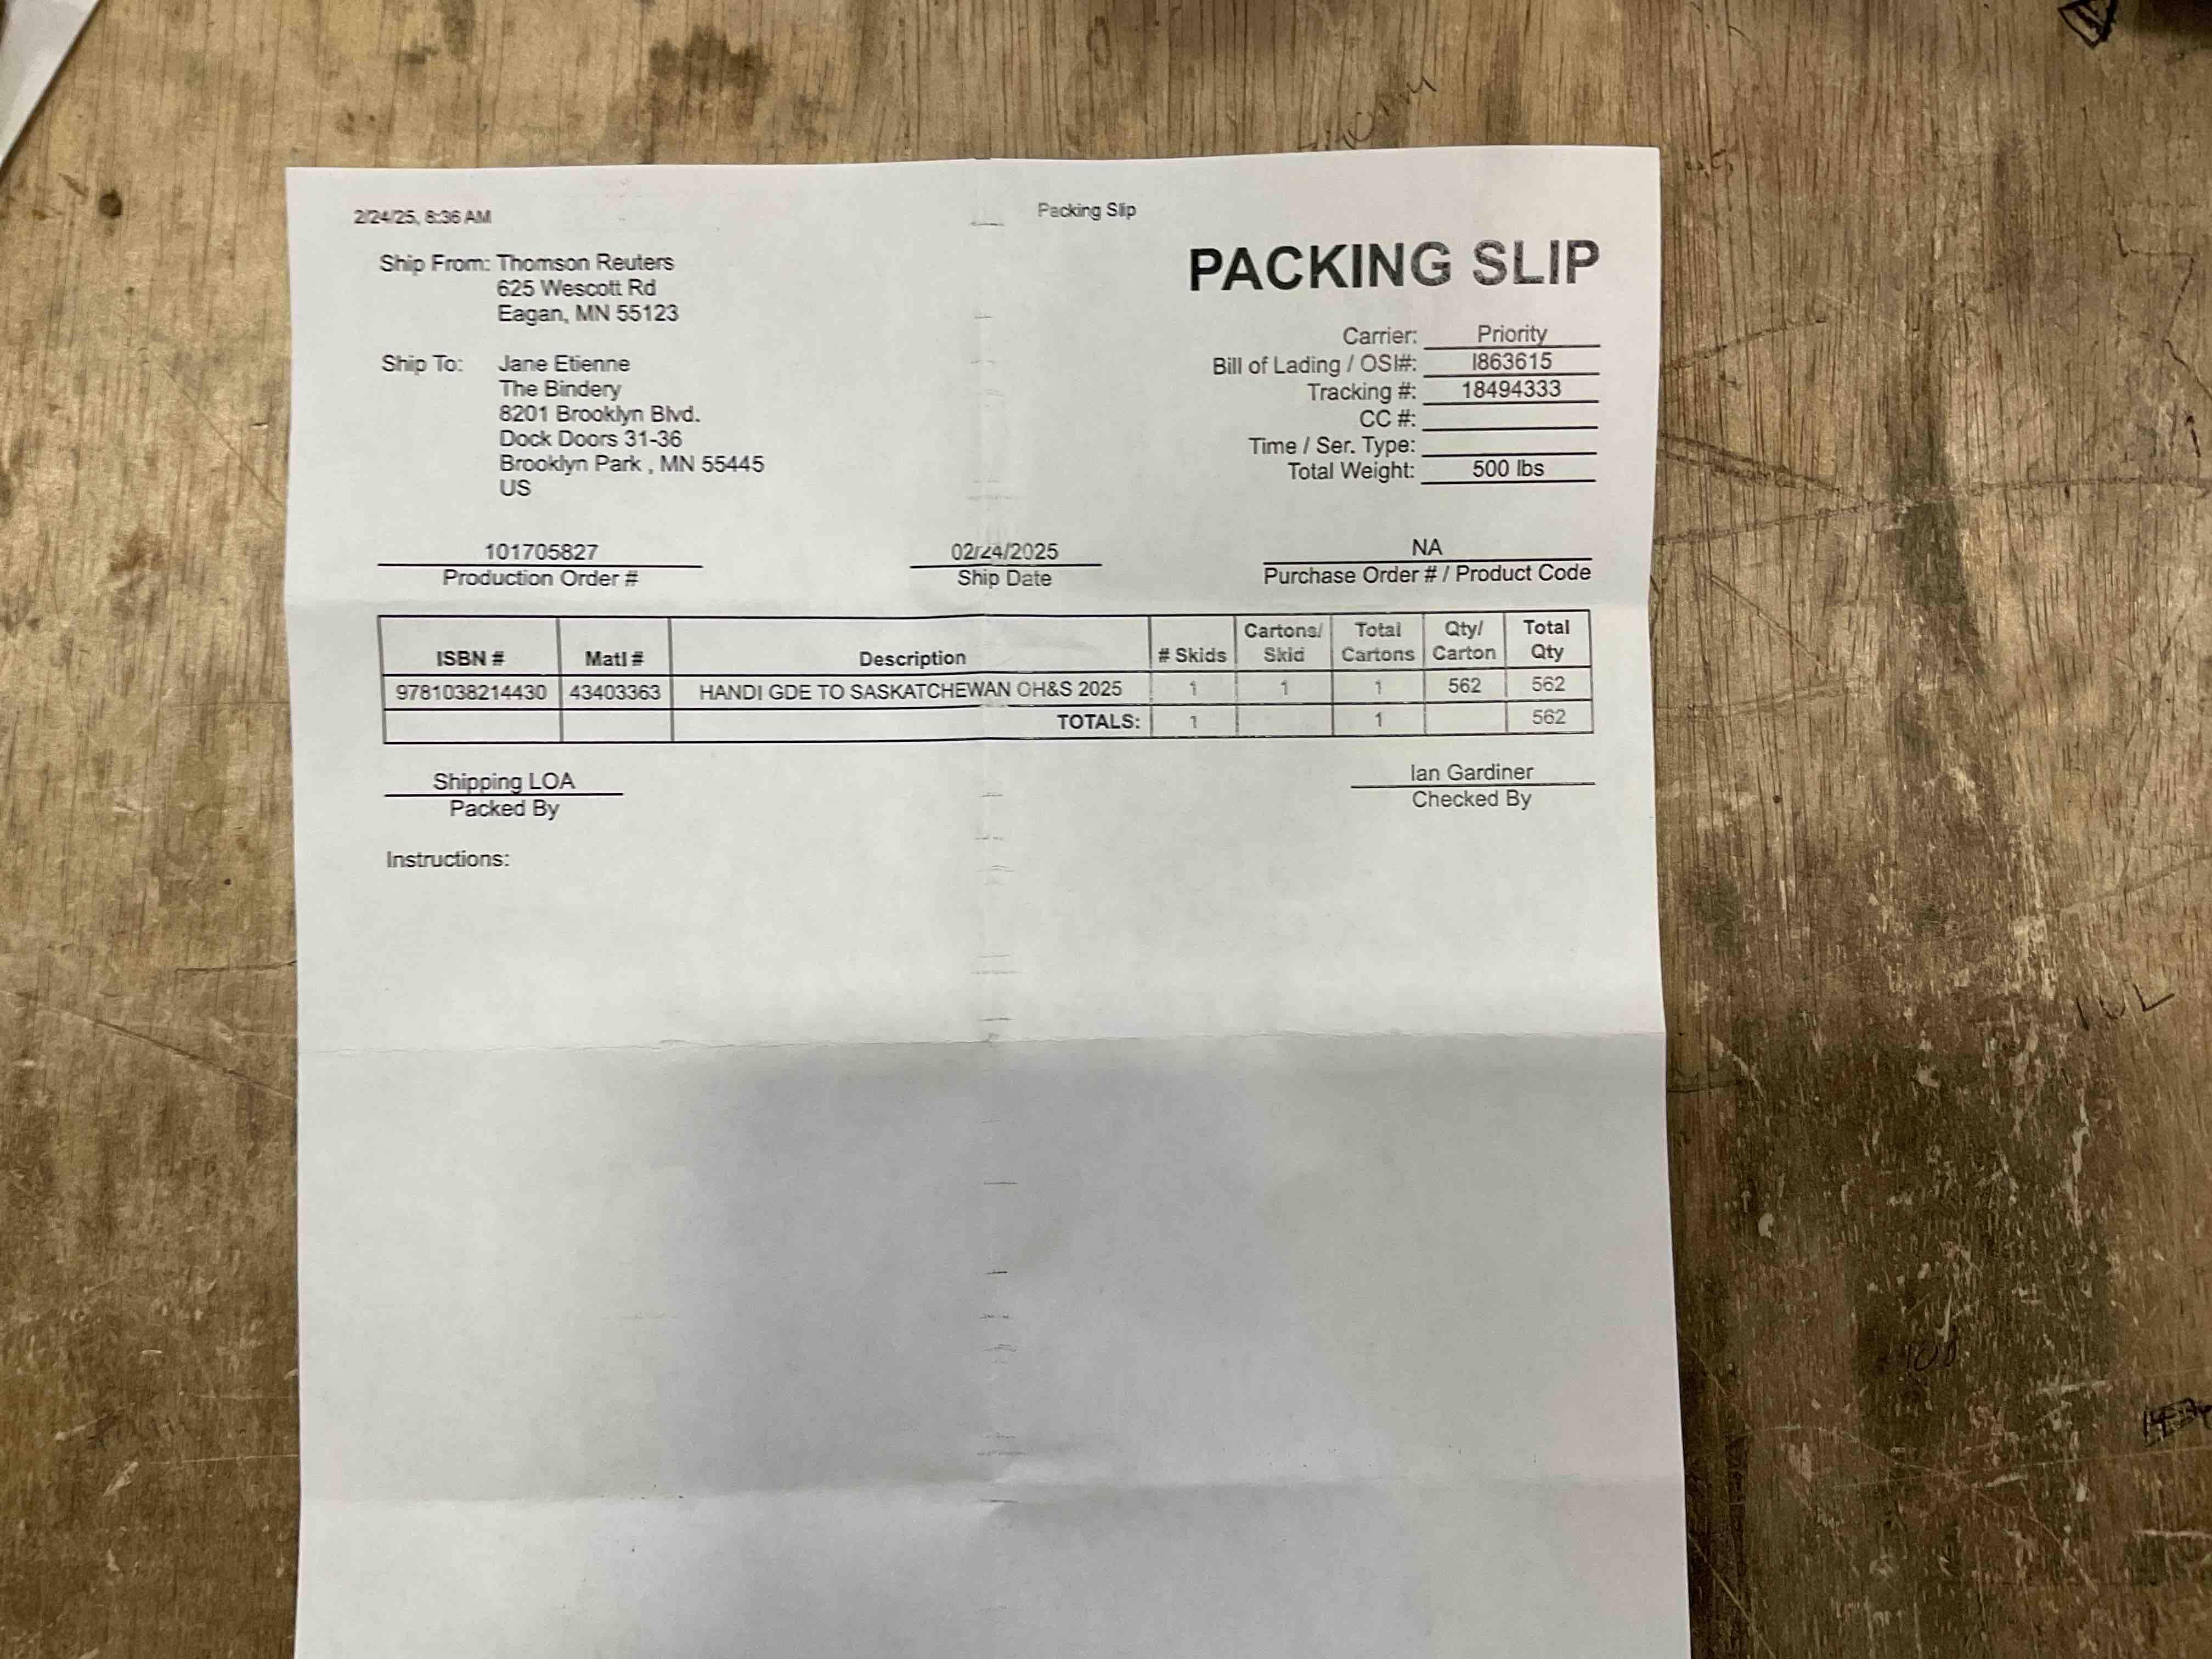 2/24/25, 8:36 AM
Packing Slip
PACKING SLIP
Ship From: Thomson Reuters
625 Wescott Rd
Eagan, MN 55123
Ship To: Jane Etienne
The Bindery
8201 Brooklyn Blvd.
Dock Doors 31-36
Brooklyn Park , MN 55445
US
Carrier: Priority
Bill of Lading / OSI#: I863615
Tracking #: 18494333
CC #:
Time / Ser. Type:
Total Weight: 500 lbs
101705827
Production Order #
02/24/2025
Ship Date
NA
Purchase Order # / Product Code
ISBN # Matl # Description # Skids Cartons/ Skid Total Cartons Qty/ Carton Total Qty
9781038214430 43403363 HANDI GDE TO SASKATCHEWAN OH&S 2025 1 1 1 562 562
TOTALS: 1 1 562
Shipping LOA
Packed By
Ian Gardiner
Checked By
Instructions: